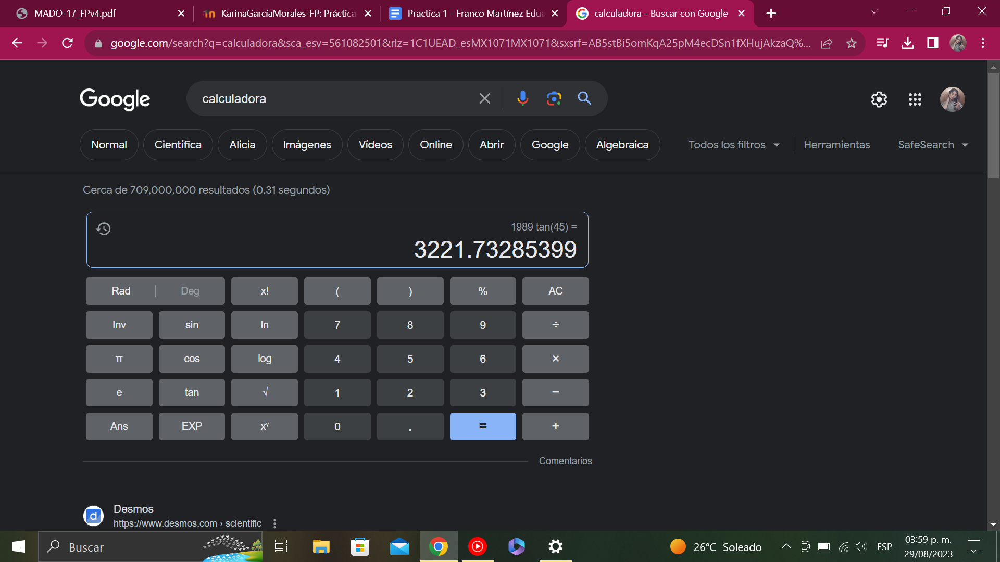 MADO-17_FPv4.pdf
KarinaGarcíaMorales-FP: Práctica
Practica 1 - Franco Martínez Edua
calculadora - Buscar con Google
google.com/search?q=calculadora&sca_esv=561082501&rlz=1C1UEAD_esMX1071MX1071&sxsrf=AB5stBi5omKqA25pM4ecDSn1fXHujAkzaQ%...
Google
calculadora
Normal
Científica
Alicia
Imágenes
Vídeos
Online
Abrir
Google
Algebraica
Todos los filtros
Herramientas
SafeSearch
Cerca de 709,000,000 resultados (0.31 segundos)
1989 tan(45) =
3221.73285399
Rad | Deg x! ( ) % AC
Inv sin ln 7 8 9 ÷
π cos log 4 5 6 ×
e tan √ 1 2 3 −
Ans EXP xʸ 0 . = +
Comentarios
d
Desmos
https://www.desmos.com › scientific
Buscar
26°C Soleado
ESP
03:59 p. m.
29/08/2023